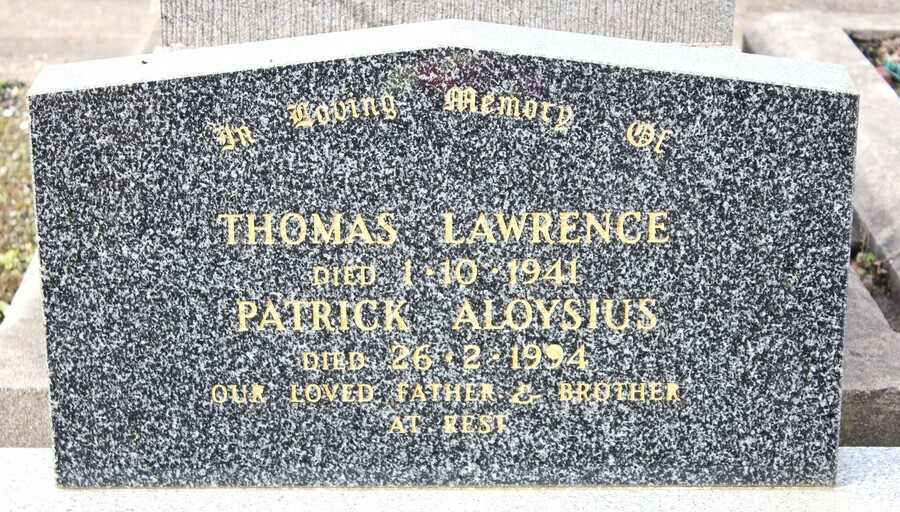 In Loving Memory Of
THOMAS LAWRENCE
DIED 1·10·1941
PATRICK ALOYSIUS
DIED 26·2·1994
OUR LOVED FATHER & BROTHER
AT REST